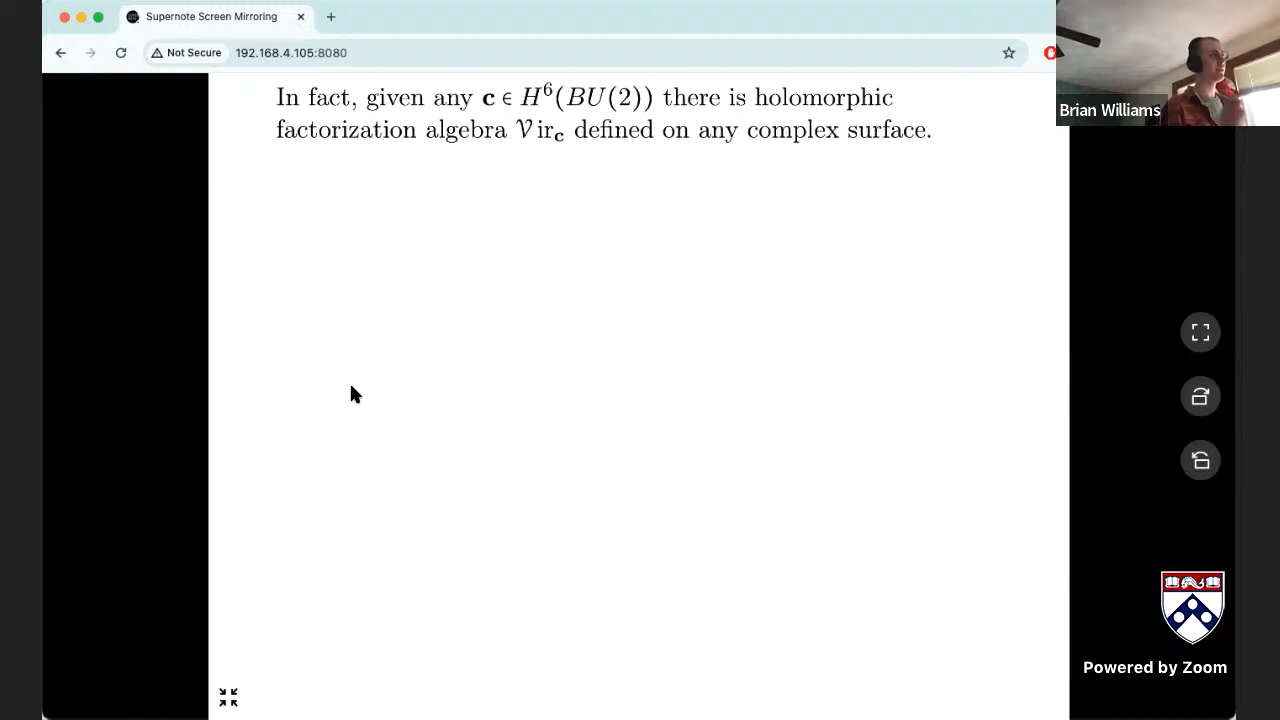 Supernote Screen Mirroring
Not Secure 192.168.4.105:8080
In fact, given any c ∈ H⁶(BU(2)) there is holomorphic
factorization algebra 𝒱ir_c defined on any complex surface.
Brian Williams
Powered by Zoom